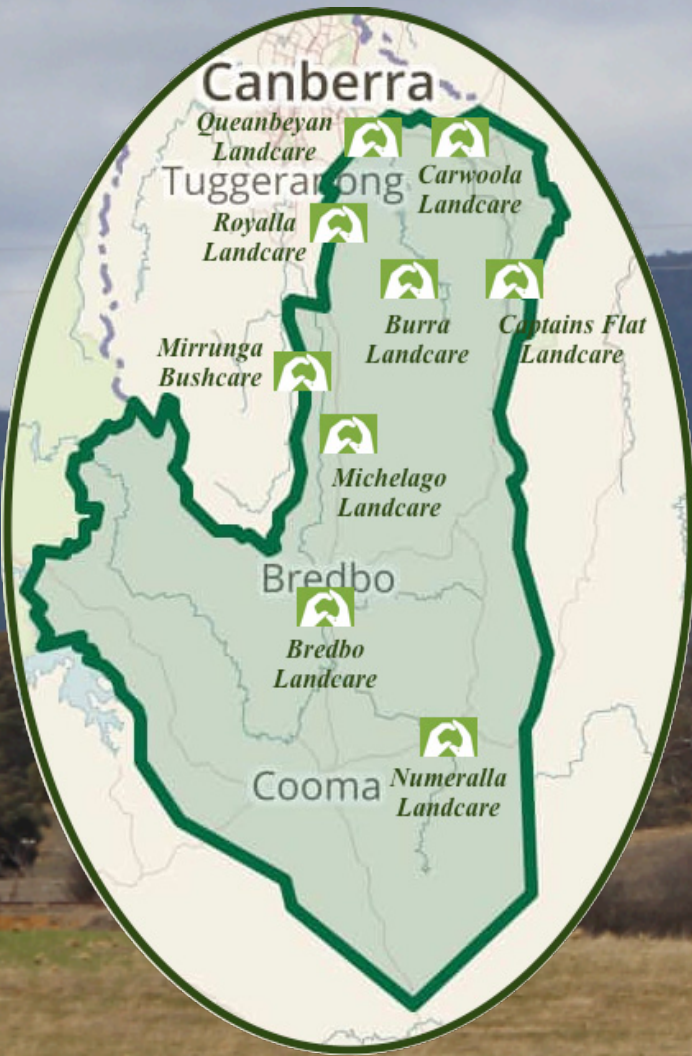 Canberra
Queanbeyan
Landcare
Tuggeranong
Carwoola
Landcare
Royalla
Landcare
Burra
Landcare
Captains Flat
Landcare
Mirrunga
Bushcare
Michelago
Landcare
Bredbo
Bredbo
Landcare
Cooma
Numeralla
Landcare